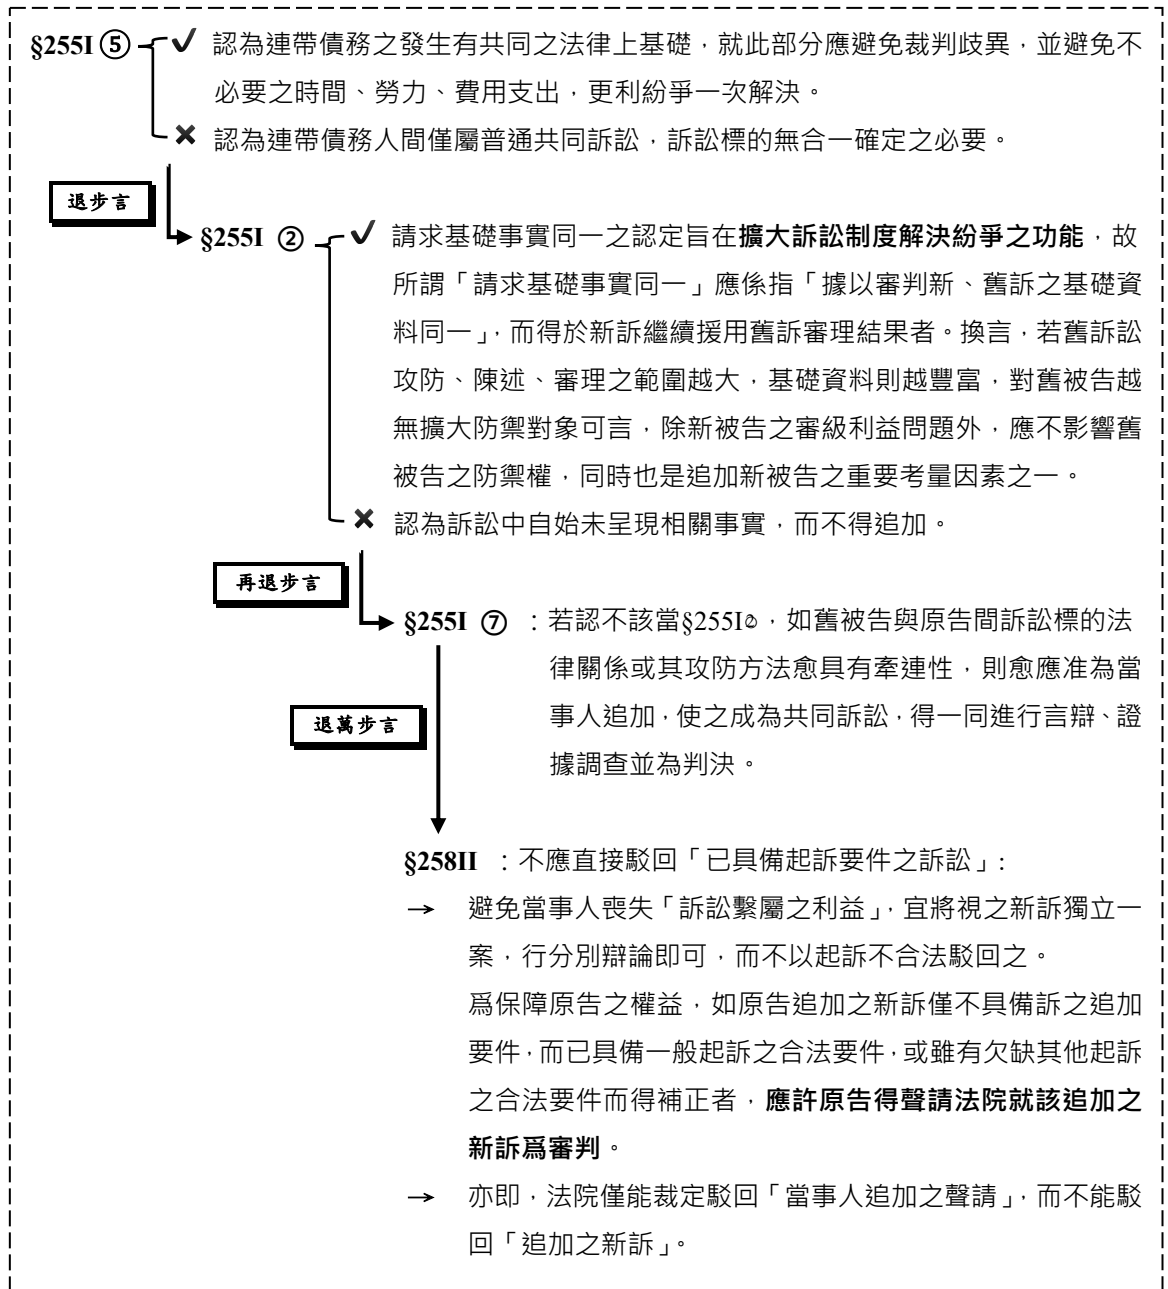 §255I ⑤ ✔ 認為連帶債務之發生有共同之法律上基礎，就此部分應避免裁判歧異，並避免不
必要之時間、勞力、費用支出，更利紛爭一次解決。
✖ 認為連帶債務人間僅屬普通共同訴訟，訴訟標的無合一確定之必要。
退步言
§255I ② ✔ 請求基礎事實同一之認定旨在擴大訴訟制度解決紛爭之功能，故
所謂「請求基礎事實同一」應係指「據以審判新、舊訴之基礎資
料同一」，而得於新訴繼續援用舊訴審理結果者。換言，若舊訴訟
攻防、陳述、審理之範圍越大，基礎資料則越豐富，對舊被告越
無擴大防禦對象可言，除新被告之審級利益問題外，應不影響舊
被告之防禦權，同時也是追加新被告之重要考量因素之一。
✖ 認為訴訟中自始未呈現相關事實，而不得追加。
再退步言
§255I ⑦ ：若認不該當§255I②，如舊被告與原告間訴訟標的法
律關係或其攻防方法愈具有牽連性，則愈應准為當
事人追加，使之成為共同訴訟，得一同進行言辯、證
據調查並為判決。
退萬步言
§258II ：不應直接駁回「已具備起訴要件之訴訟」：
→ 避免當事人喪失「訴訟繫屬之利益」，宜將視之新訴獨立一
案，行分別辯論即可，而不以起訴不合法駁回之。
爲保障原告之權益，如原告追加之新訴僅不具備訴之追加
要件，而已具備一般起訴之合法要件，或雖有欠缺其他起訴
之合法要件而得補正者，應許原告得聲請法院就該追加之
新訴爲審判。
→ 亦即，法院僅能裁定駁回「當事人追加之聲請」，而不能駁
回「追加之新訴」。